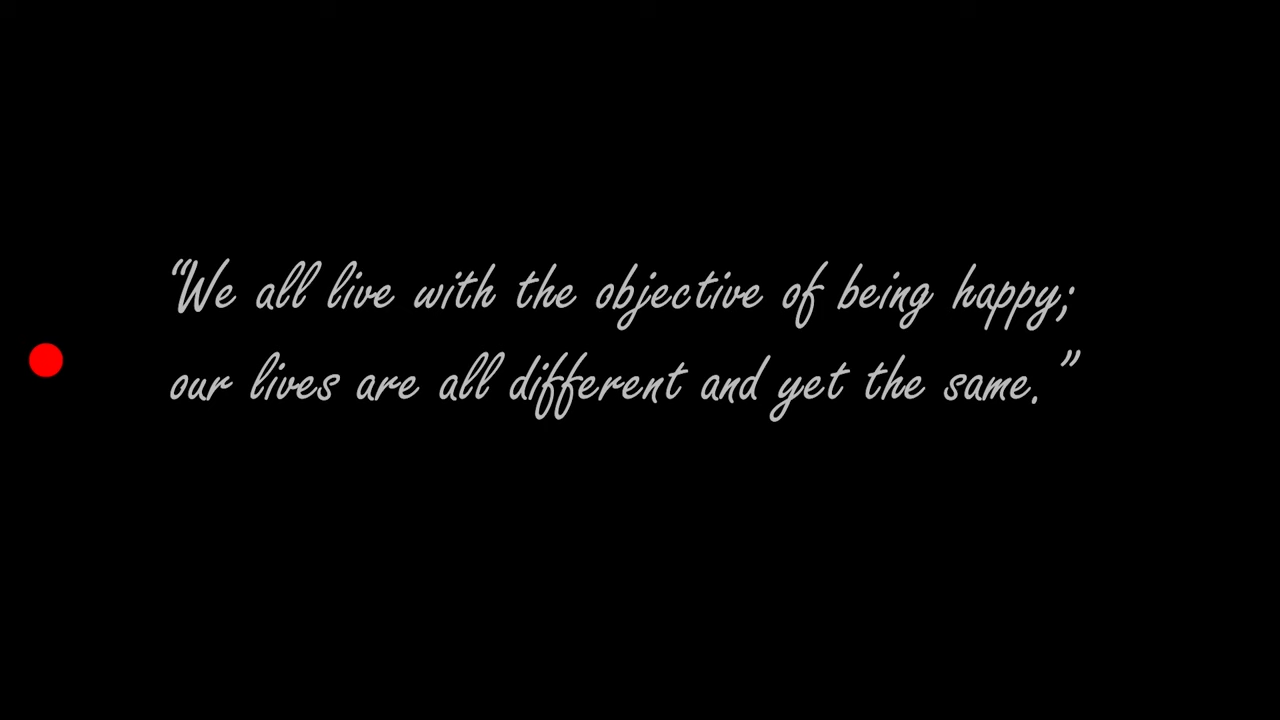 “We all live with the objective of being happy;
our lives are all different and yet the same.”